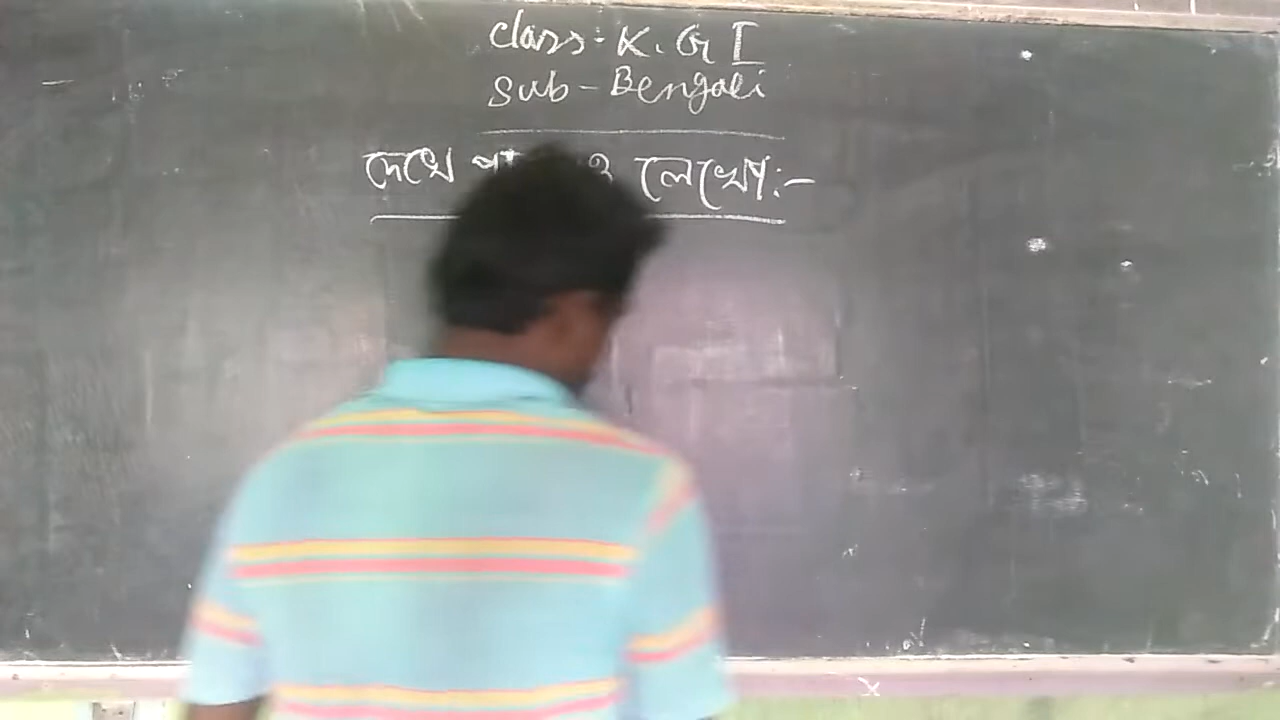 Class - K. G I
Sub - Bengali
দেখে ও লেখো :-
x